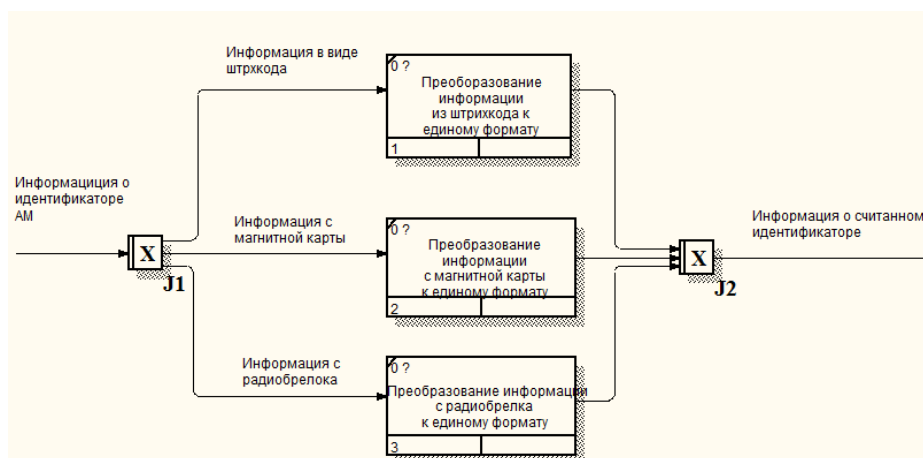 Информация в виде
штрхкода
0 ?
Преоборазование
информации
из штрихкода к
единому формату
1
Информациция о
идентификаторе
АМ
X
J1
Информация с
магнитной карты
0 ?
Преобразование
информации
с магнитной карты
к единому формату
2
X
J2
Информация о считанном
идентификаторе
Информация с
радиобрелока
0 ?
Преобразование информации
с радиобрелка
к единому формату
3